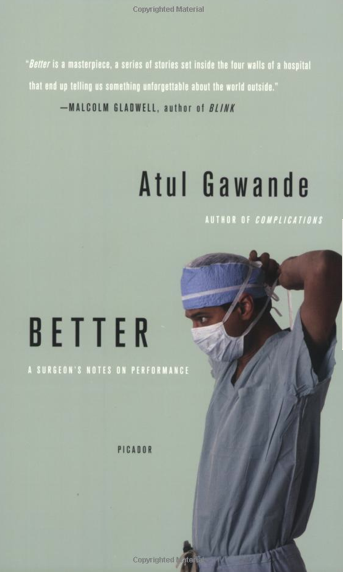 Copyrighted Material
"Better is a masterpiece, a series of stories set inside the four walls of a hospital
that end up telling us something unforgettable about the world outside."
—MALCOLM GLADWELL, author of BLINK
Atul Gawande
AUTHOR OF COMPLICATIONS
BETTER
A SURGEON'S NOTES ON PERFORMANCE
PICADOR
Copyrighted Material